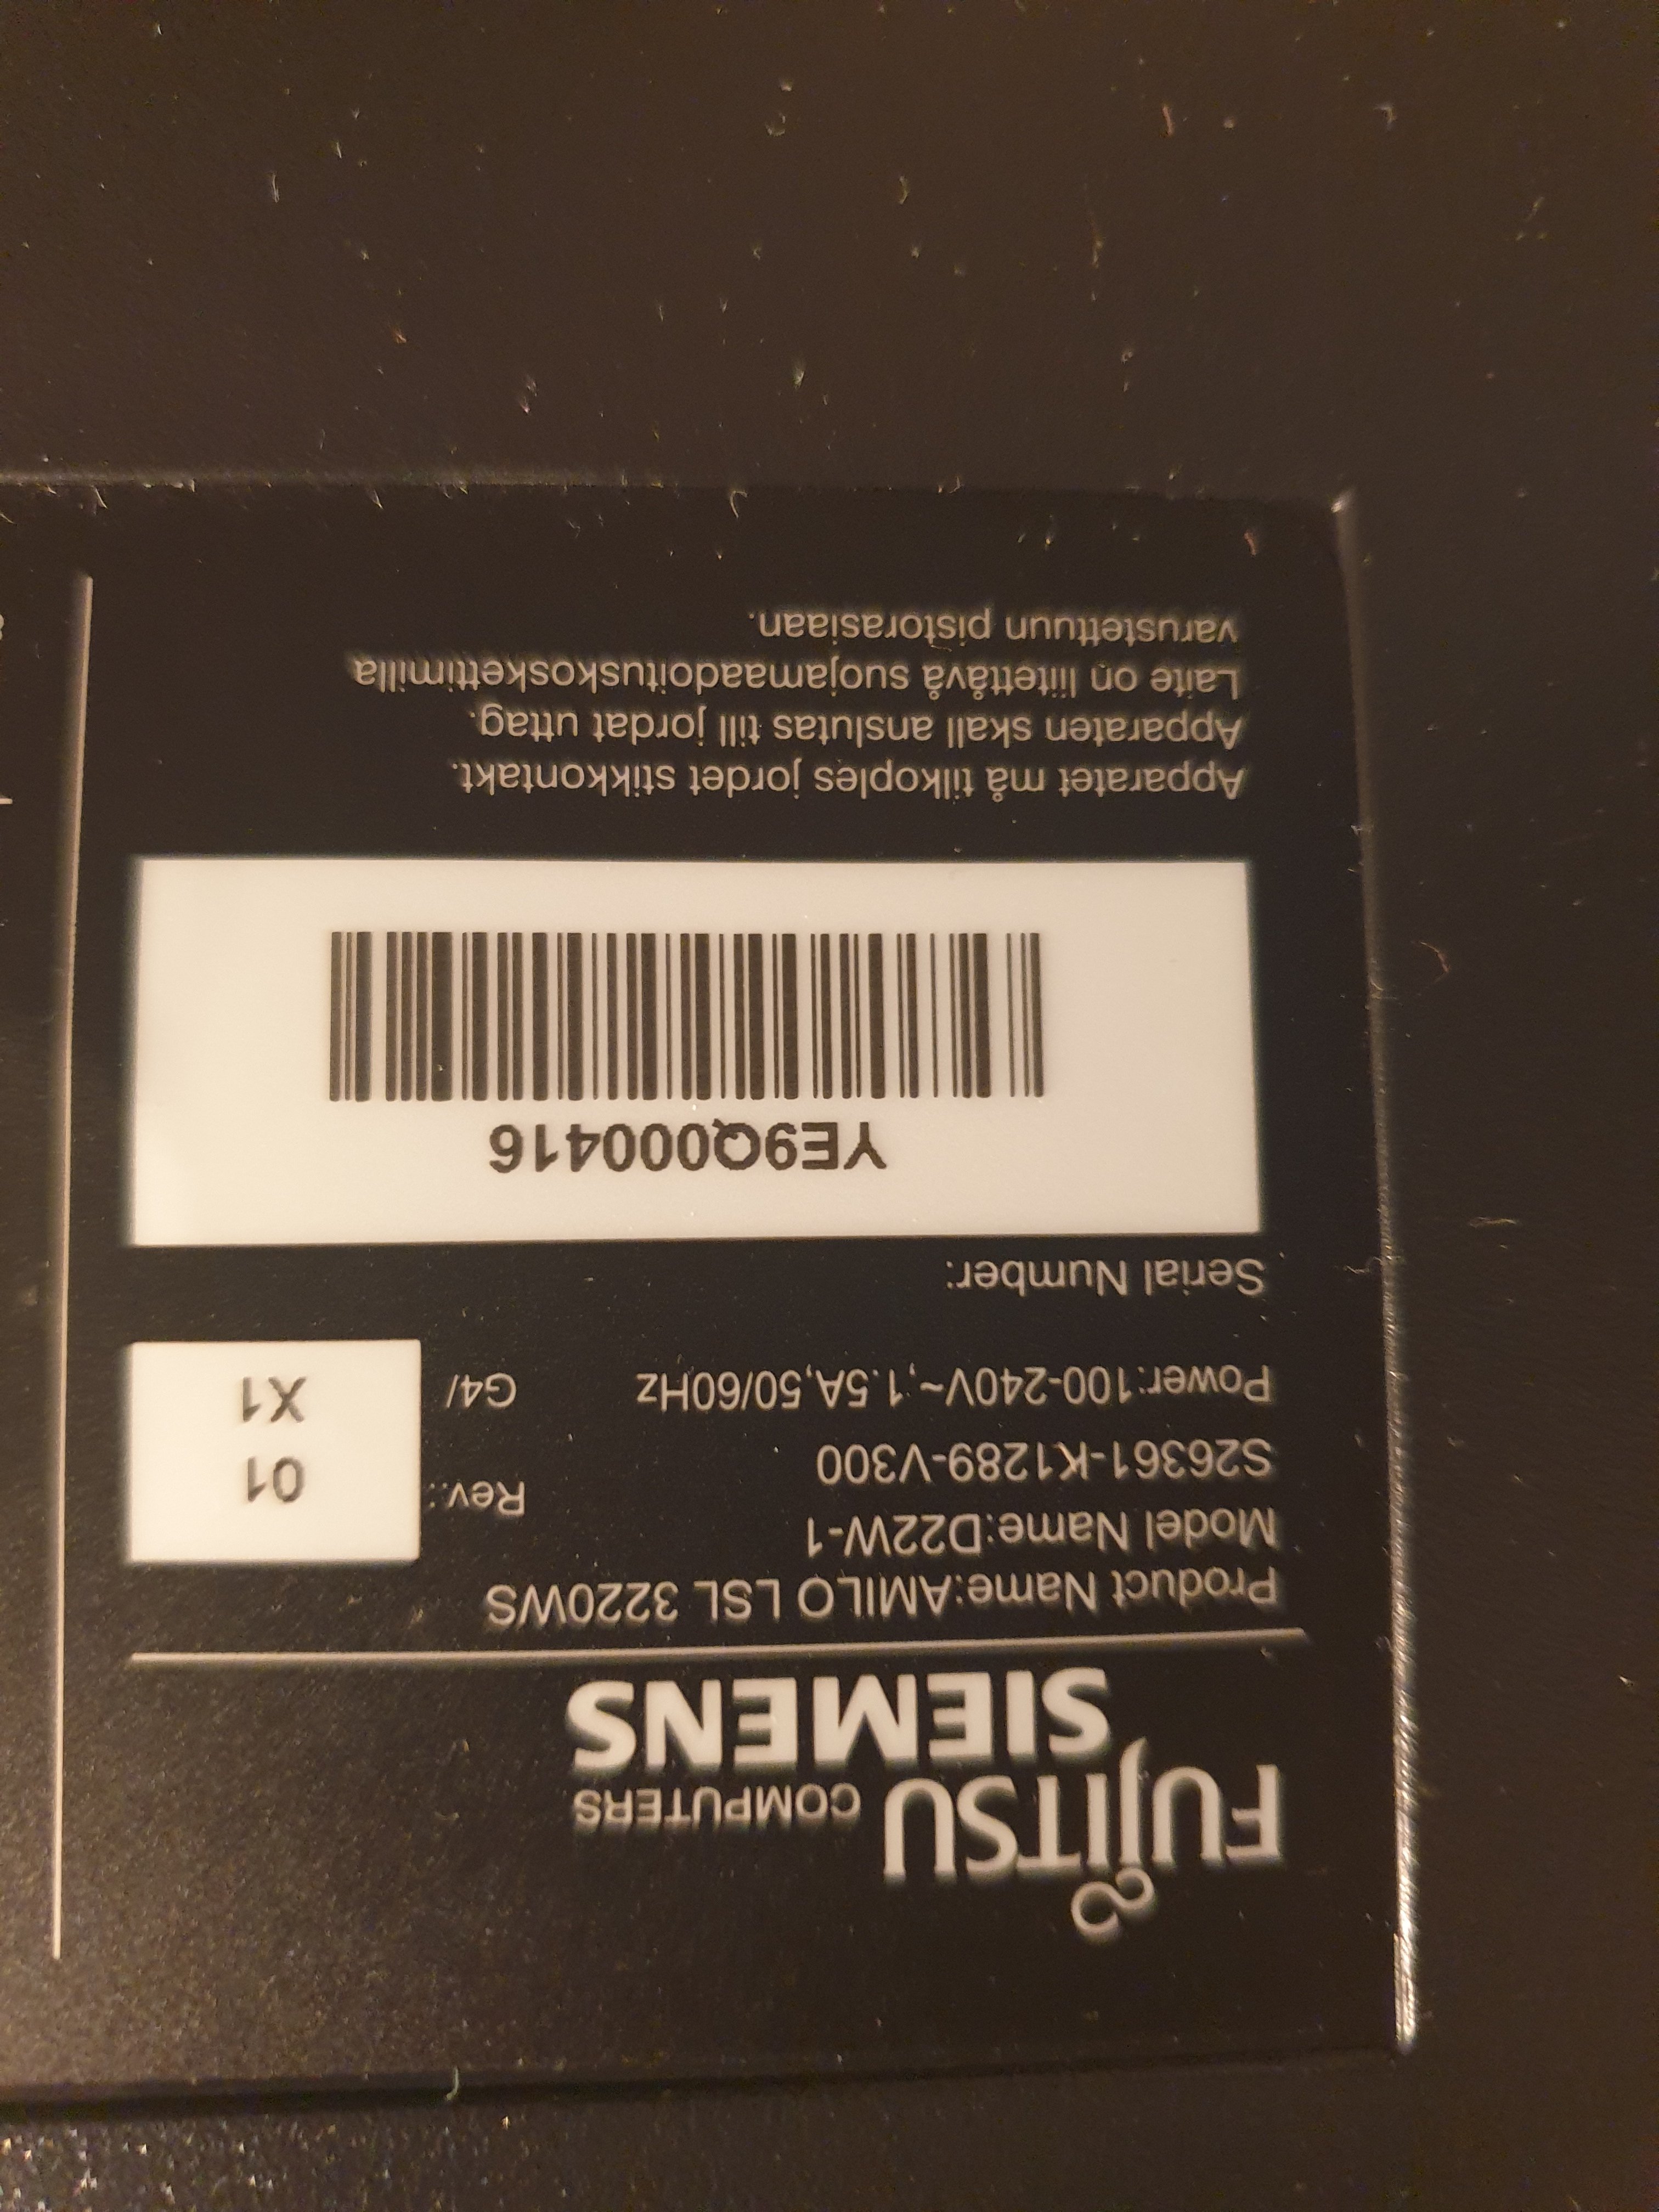 FUJITSU COMPUTERS
SIEMENS
Product Name:AMILO LSL 3220WS
Model Name:D22W-1
S26361-K1289-V300
Rev.: 01
Power:100-240V~,1.5A,50/60Hz
G4/ X1
Serial Number:
YE9Q000416
Apparatet må tilkoples jordet stikkontakt.
Apparaten skall anslutas till jordat uttag.
Laite on liitettåvå suojamaadoituskoskettimilla
varustettuun pistorasiaan.